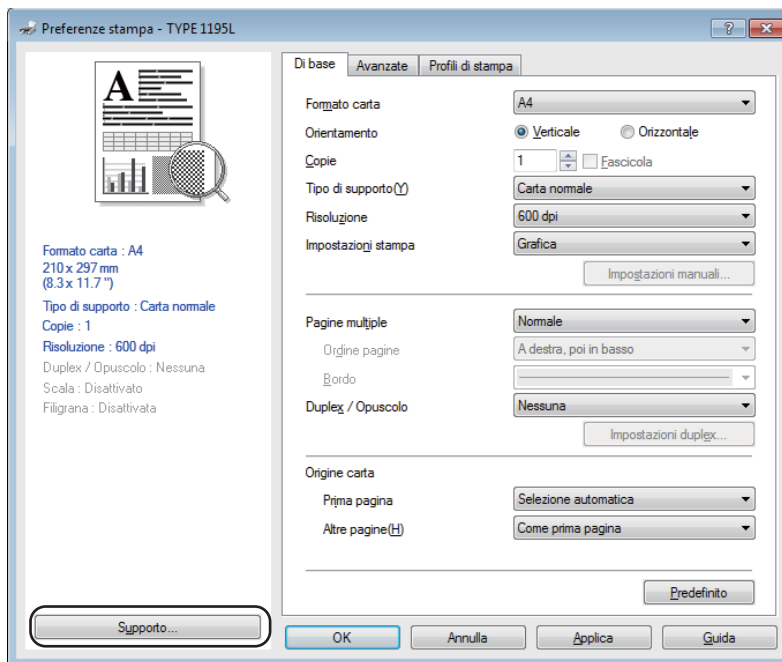 Preferenze stampa - TYPE 1195L
Di base Avanzate Profili di stampa
A
Formato carta A4
Orientamento Verticale Orizzontale
Copie 1 Fascicola
Tipo di supporto(Y) Carta normale
Risoluzione 600 dpi
Impostazioni stampa Grafica
Impostazioni manuali...
Formato carta : A4
210 x 297 mm
(8.3 x 11.7 ")
Tipo di supporto : Carta normale
Copie : 1
Risoluzione : 600 dpi
Duplex / Opuscolo : Nessuna
Scala : Disattivato
Filigrana : Disattivata
Pagine multiple Normale
Ordine pagine A destra, poi in basso
Bordo
Duplex / Opuscolo Nessuna
Impostazioni duplex...
Origine carta
Prima pagina Selezione automatica
Altre pagine(H) Come prima pagina
Predefinito
Supporto...
OK Annulla Applica Guida